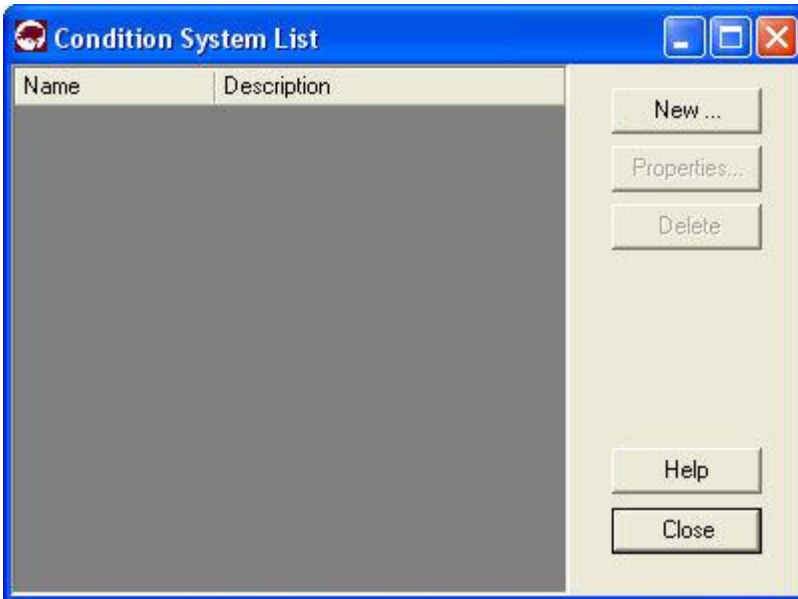 Condition System List
Name Description
New ...
Properties...
Delete
Help
Close